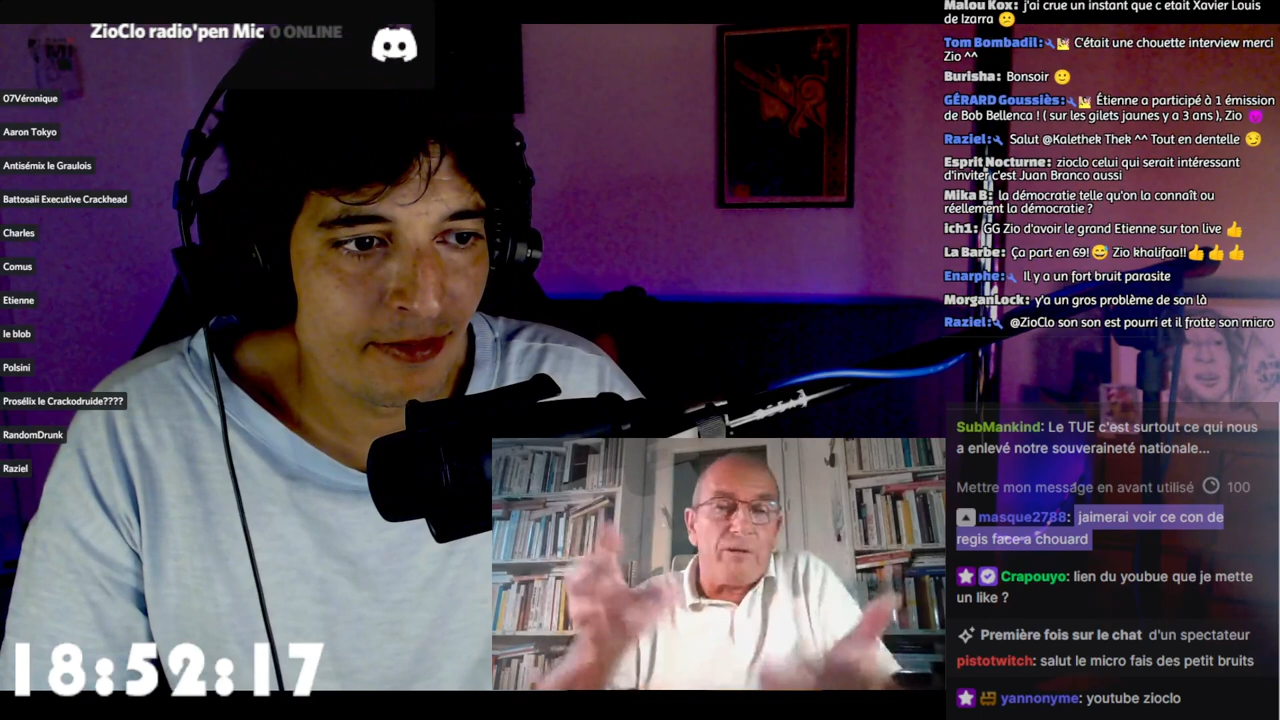 ZioClo radio'pen Mic 0 ONLINE
07Véronique
Aaron Tokyo
Antisémix le Graulois
Battosaii Executive Crackhead
Charles
Comus
Etienne
le blob
Polsini
Prosélix le Crackodruide????
RandomDrunk
Raziel
18:52:17
Malou Kox: j'ai crue un instant que c etait Xavier Louis
de Izarra 😕
Tom Bombadil: C'était une chouette interview merci
Zio ^^
Burisha: Bonsoir 🙂
GÉRARD Goussiès: Étienne a participé à 1 émission
de Bob Bellenca ! ( sur les gilets jaunes y a 3 ans ), Zio 😈
Raziel: Salut @Kalethek Thek ^^ Tout en dentelle 😏
Esprit Nocturne: zioclo celui qui serait intéressant
d'inviter c'est Juan Branco aussi
Mika B: la démocratie telle qu'on la connaît ou
réellement la démocratie ?
ich1: GG Zio d'avoir le grand Etienne sur ton live 👍
La Barbe: Ça part en 69! 😅 Zio khalifaa!! 👍 👍 👍
Enarphe: Il y a un fort bruit parasite
MorganLock: y'a un gros problème de son là
Raziel: @ZioClo son son est pourri et il frotte son micro
SubMankind: Le TUE c'est surtout ce qui nous
a enlevé notre souveraineté nationale...
Mettre mon message en avant utilisé 100
masque2788: jaimerai voir ce con de
regis face a chouard
Crapouyo: lien du youbue que je mette
un like ?
Première fois sur le chat d'un spectateur
pistotwitch: salut le micro fais des petit bruits
yannonyme: youtube zioclo